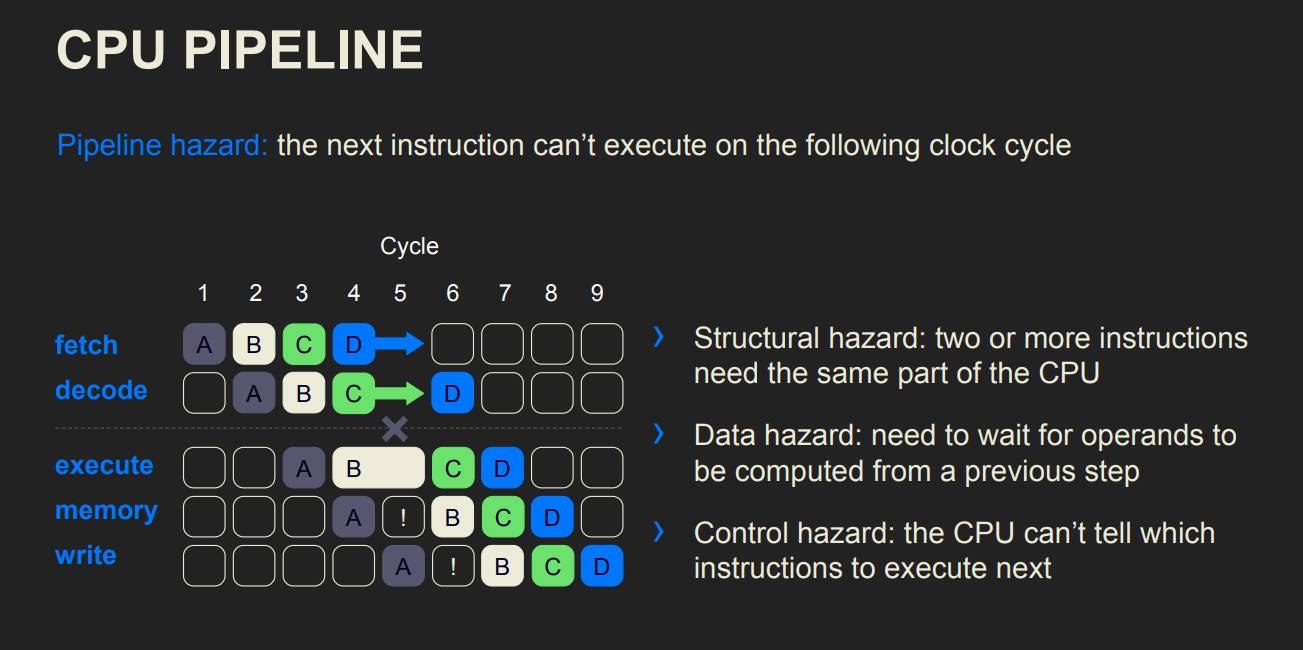 CPU PIPELINE
Pipeline hazard: the next instruction can’t execute on the following clock cycle
Cycle
1 2 3 4 5 6 7 8 9
fetch A B C D
decode A B C D
execute A B C D
memory A ! B C D
write A ! B C D
› Structural hazard: two or more instructions
need the same part of the CPU
› Data hazard: need to wait for operands to
be computed from a previous step
› Control hazard: the CPU can’t tell which
instructions to execute next